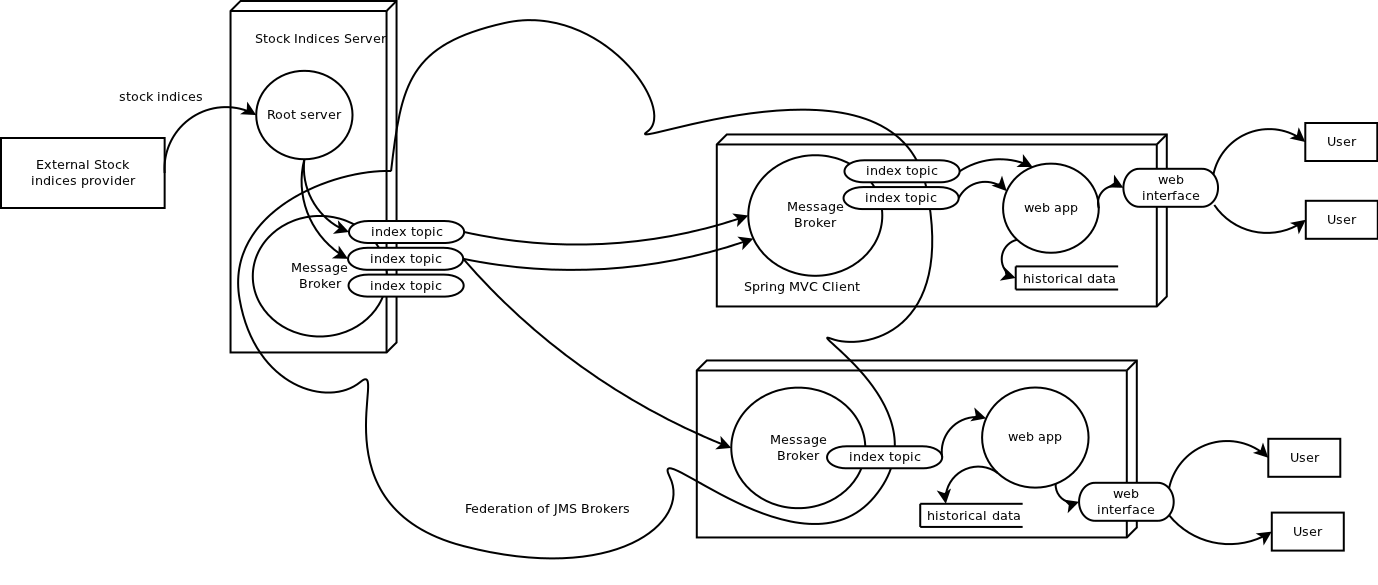 Stock Indices Server
stock indices
Root server
External Stock
indices provider
index topic
index topic
index topic
Message
Broker
Message
Broker
index topic
index topic
web app
web
interface
historical data
Spring MVC Client
User
User
Message
Broker
index topic
web app
web
interface
historical data
User
User
Federation of JMS Brokers